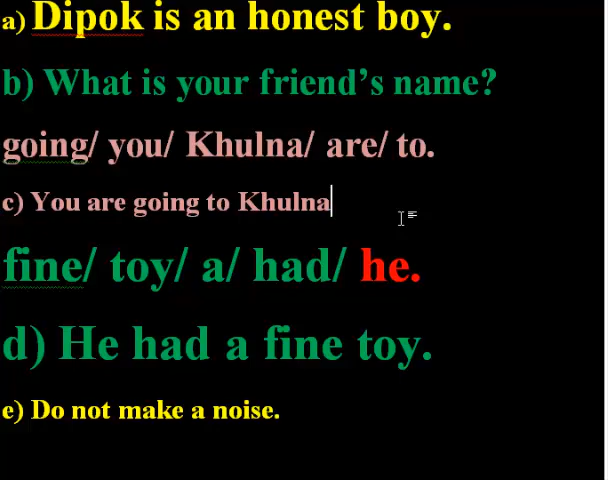 a) Dipok is an honest boy.
b) What is your friend’s name?
going/ you/ Khulna/ are/ to.
c) You are going to Khulna
fine/ toy/ a/ had/ he.
d) He had a fine toy.
e) Do not make a noise.